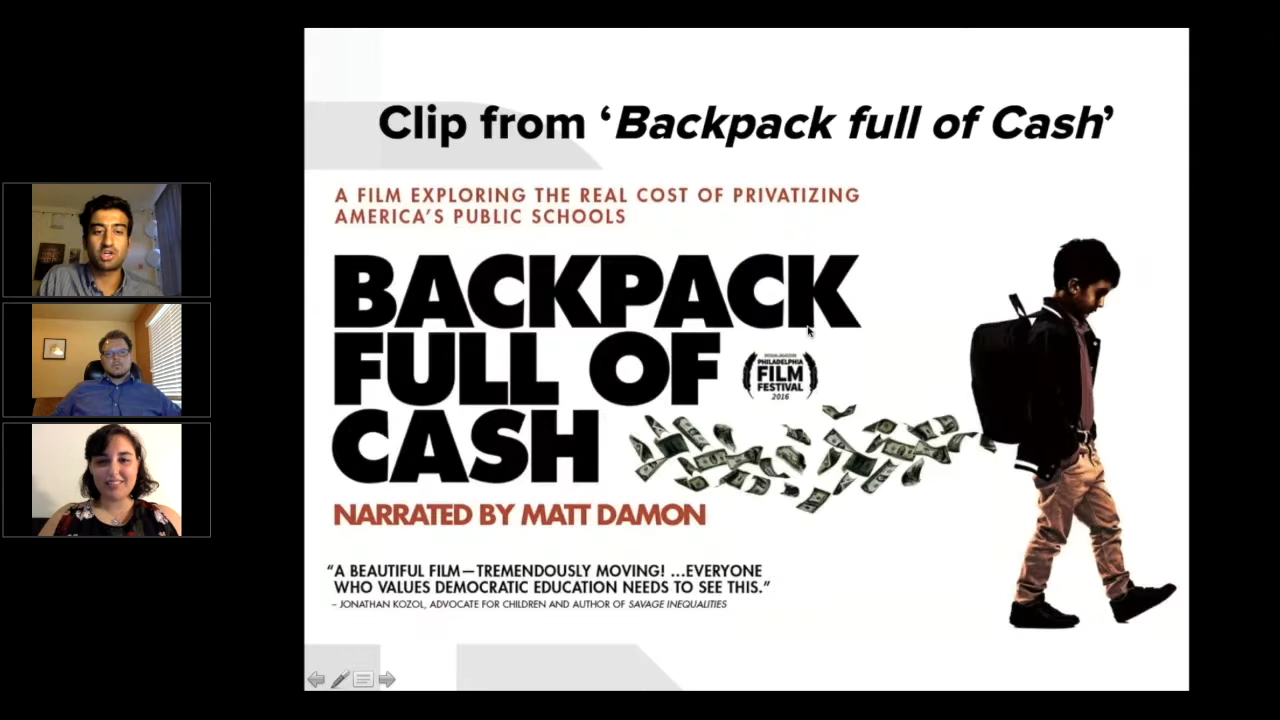 Clip from ‘Backpack full of Cash’
A FILM EXPLORING THE REAL COST OF PRIVATIZING
AMERICA’S PUBLIC SCHOOLS
BACKPACK
FULL OF
CASH
PHILADELPHIA
FILM
FESTIVAL
2016
NARRATED BY MATT DAMON
“A BEAUTIFUL FILM—TREMENDOUSLY MOVING! ...EVERYONE
WHO VALUES DEMOCRATIC EDUCATION NEEDS TO SEE THIS.”
– JONATHAN KOZOL, ADVOCATE FOR CHILDREN AND AUTHOR OF SAVAGE INEQUALITIES